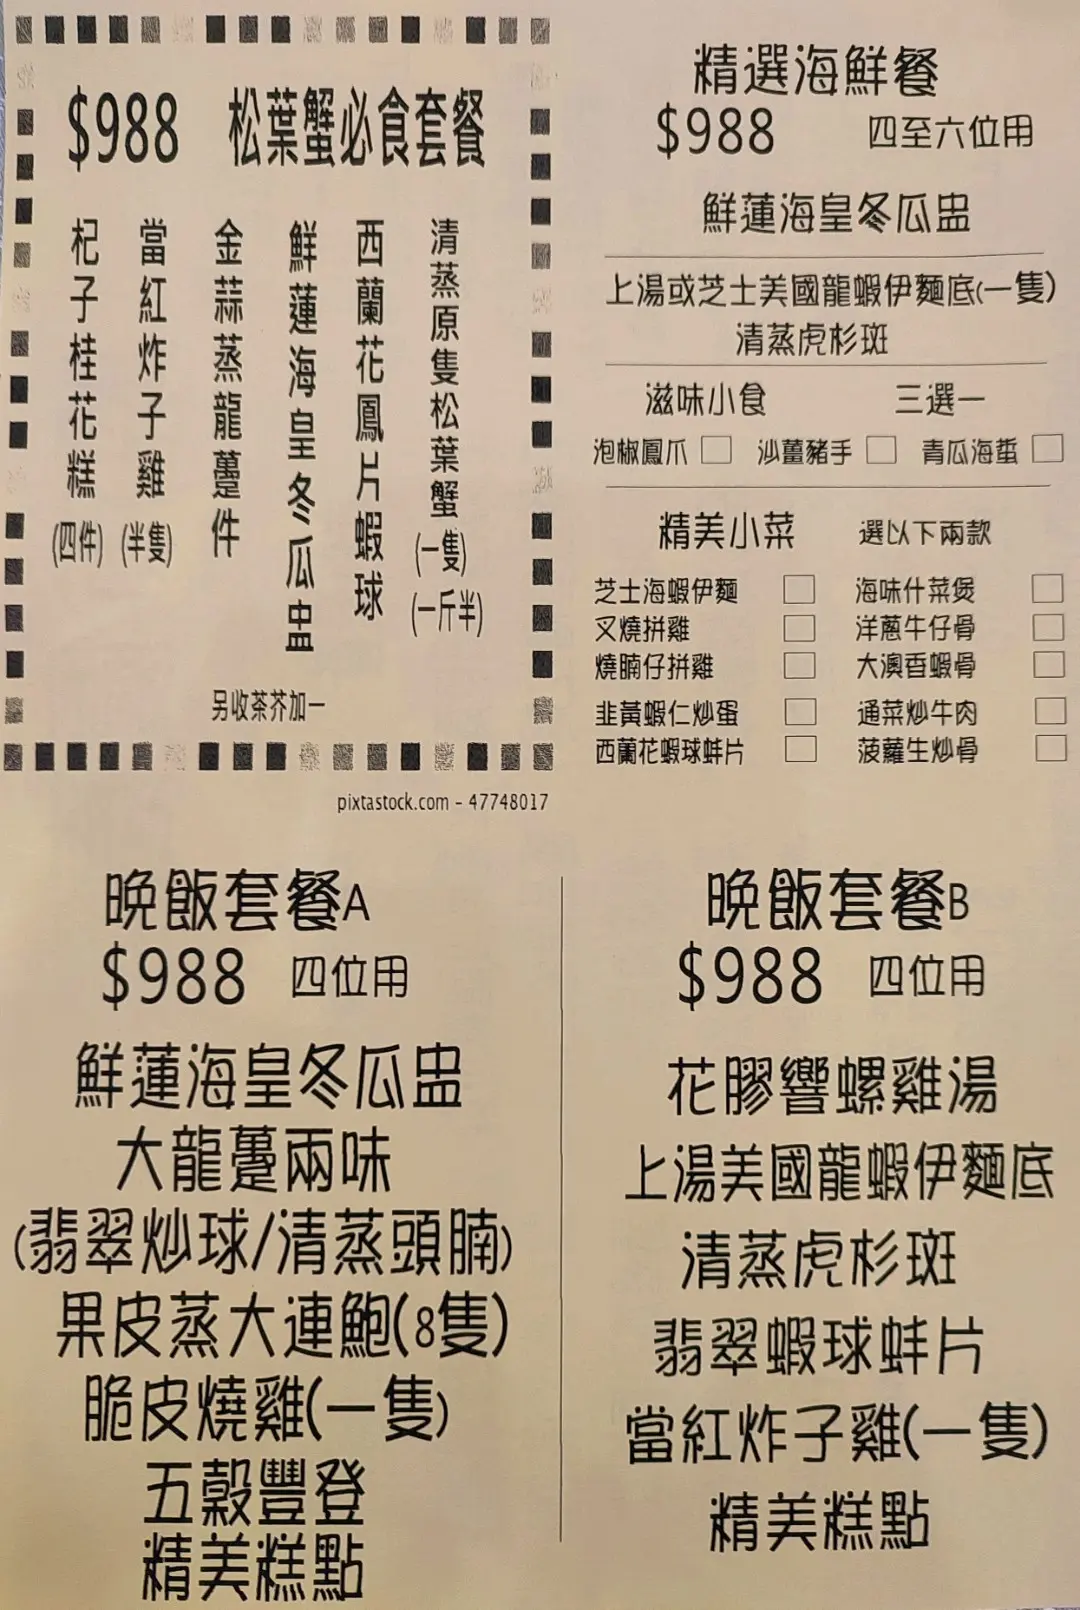 $988 松葉蟹必食套餐
清蒸原隻松葉蟹(一隻)(一斤半)
西蘭花鳳片蝦球
鮮蓮海皇冬瓜盅
金蒜蒸龍躉件
當紅炸子雞(半隻)
杞子桂花糕(四件)
另收茶芥加一
pixtastock.com - 47748017
精選海鮮餐
$988 四至六位用
鮮蓮海皇冬瓜盅
上湯或芝士美國龍蝦伊麵底(一隻)
清蒸虎杉斑
滋味小食 三選一
泡椒鳳爪 沙薑豬手 青瓜海蜇
精美小菜 選以下兩款
芝士海蝦伊麵 海味什菜煲
叉燒拼雞 洋蔥牛仔骨
燒腩仔拼雞 大澳香蝦骨
韭黃蝦仁炒蛋 通菜炒牛肉
西蘭花蝦球蚌片 菠蘿生炒骨
晚飯套餐A
$988 四位用
鮮蓮海皇冬瓜盅
大龍躉兩味
(翡翠炒球/清蒸頭腩)
果皮蒸大連鮑(8隻)
脆皮燒雞(一隻)
五穀豐登
精美糕點
晚飯套餐B
$988 四位用
花膠響螺雞湯
上湯美國龍蝦伊麵底
清蒸虎杉斑
翡翠蝦球蚌片
當紅炸子雞(一隻)
精美糕點